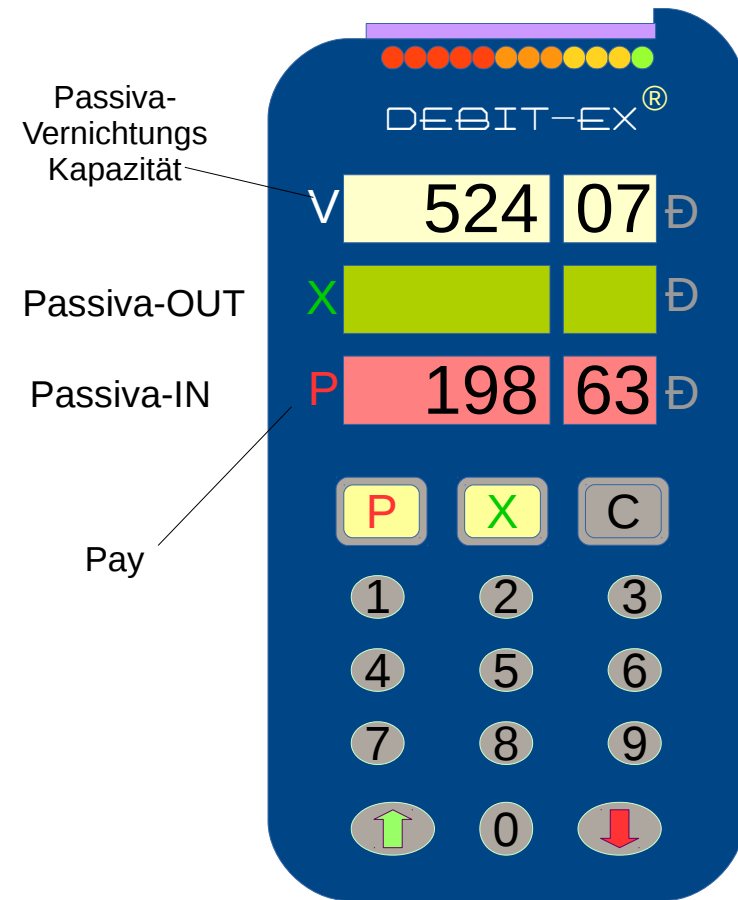 Passiva-
Vernichtungs
Kapazität
DEBIT-EX®
V 524 07 Đ
Passiva-OUT X Đ
Passiva-IN P 198 63 Đ
Pay
P X C
1 2 3
4 5 6
7 8 9
0